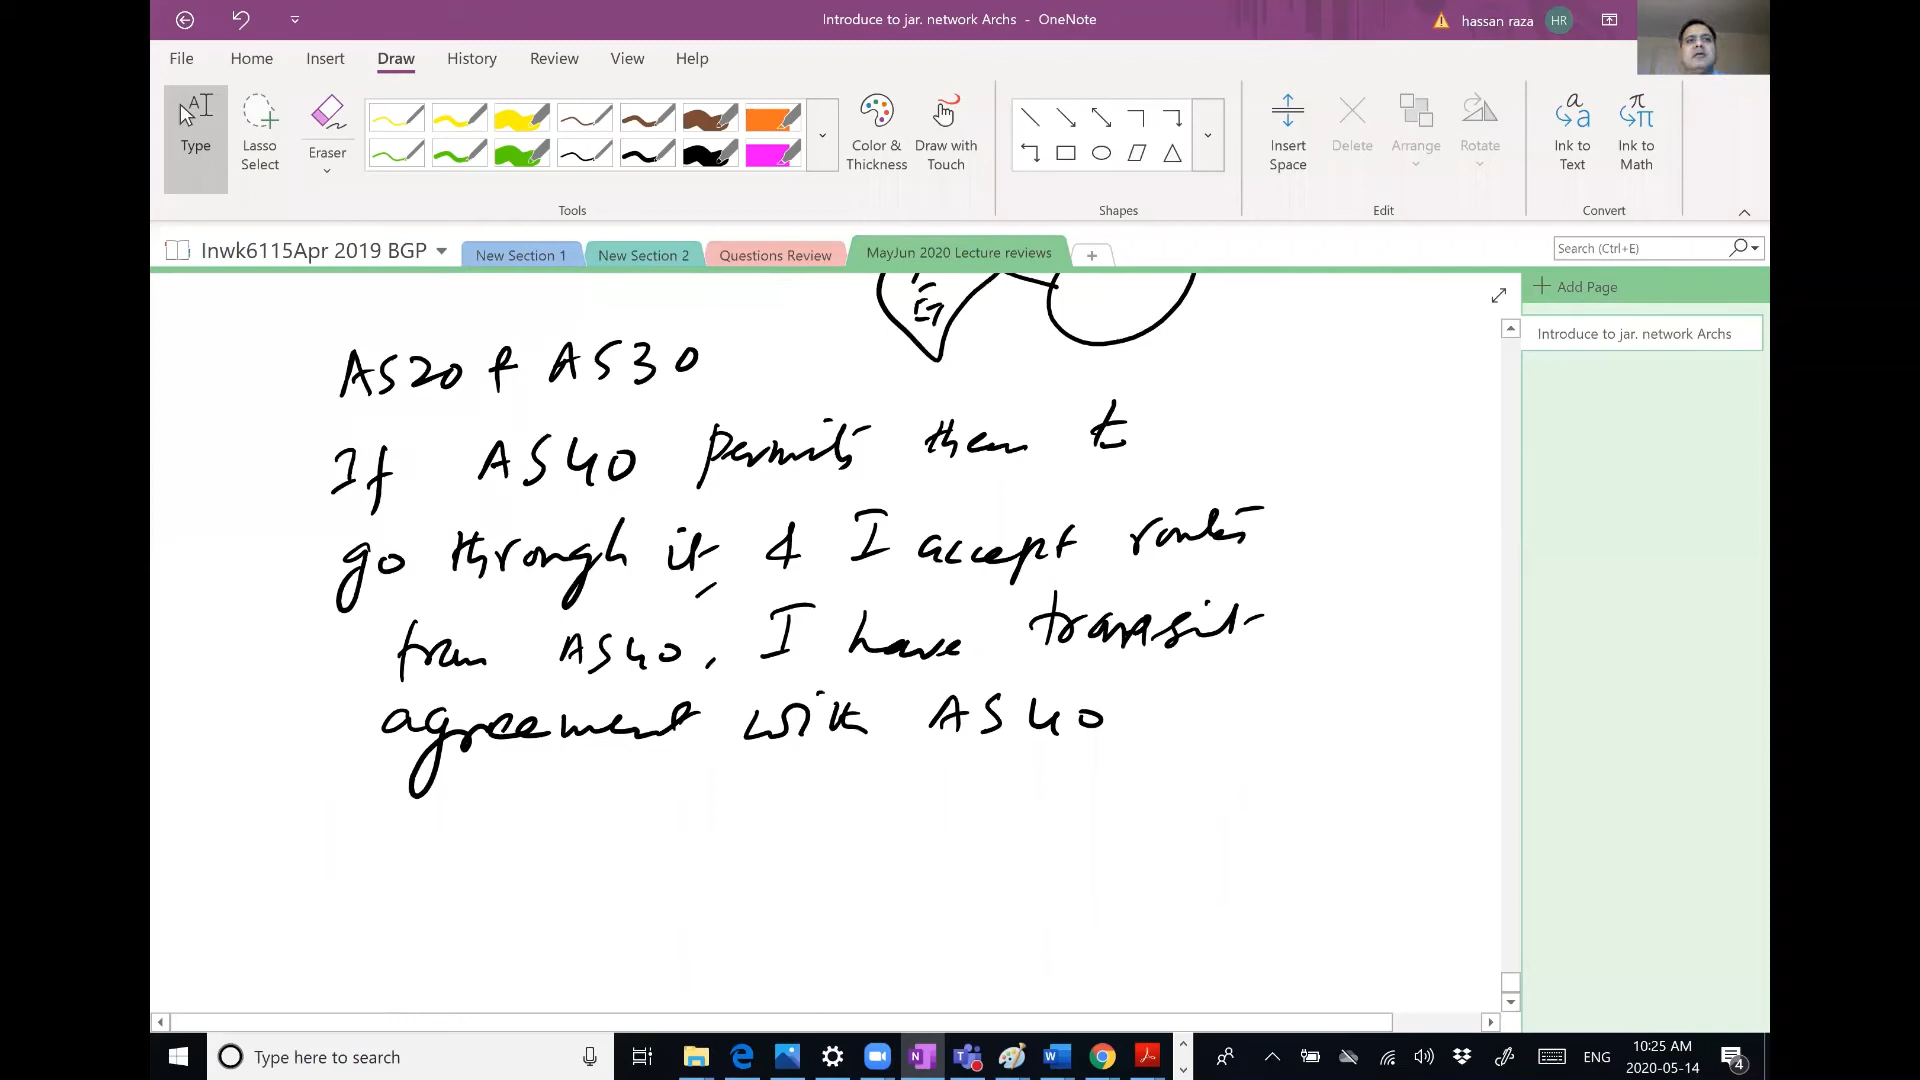 Introduce to jar. network Archs - OneNote
hassan raza HR
File Home Insert Draw History Review View Help
Type
Lasso Select
Eraser
Color & Thickness
Draw with Touch
Insert Space
Delete
Arrange
Rotate
Ink to Text
Ink to Math
Tools
Shapes
Edit
Convert
Inwk6115Apr 2019 BGP
New Section 1
New Section 2
Questions Review
MayJun 2020 Lecture reviews
Search (Ctrl+E)
Add Page
Introduce to jar. network Archs
AS20 & AS30
If AS40 permits then to
go through it & I accept routes
from AS40, I have transit
agreement with AS40
Type here to search
ENG
10:25 AM
2020-05-14
4